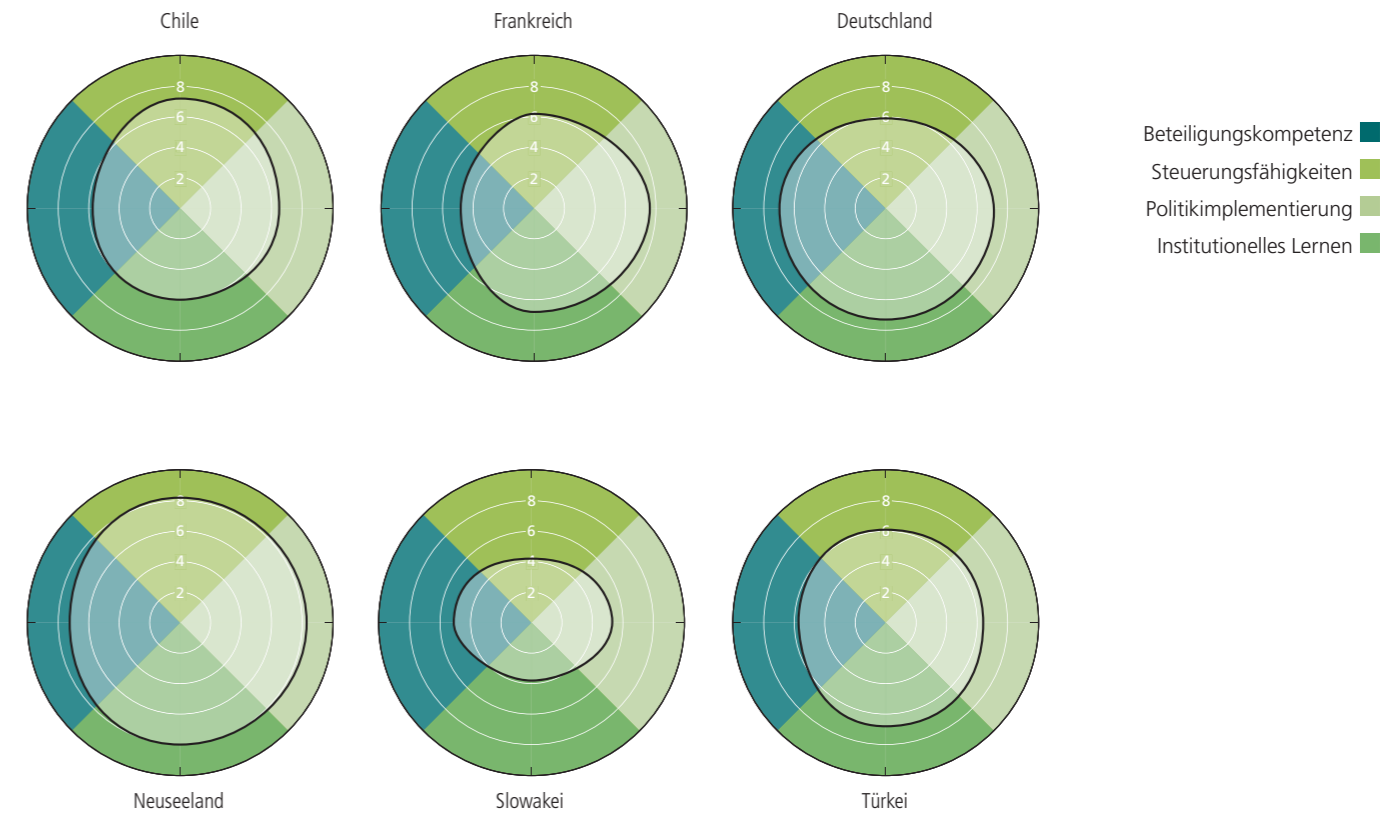 Chile
Frankreich
Deutschland
8
6
4
2
8
6
4
2
8
6
4
2
Beteiligungskompetenz
Steuerungsfähigkeiten
Politikimplementierung
Institutionelles Lernen
8
6
4
2
8
6
4
2
8
6
4
2
Neuseeland
Slowakei
Türkei